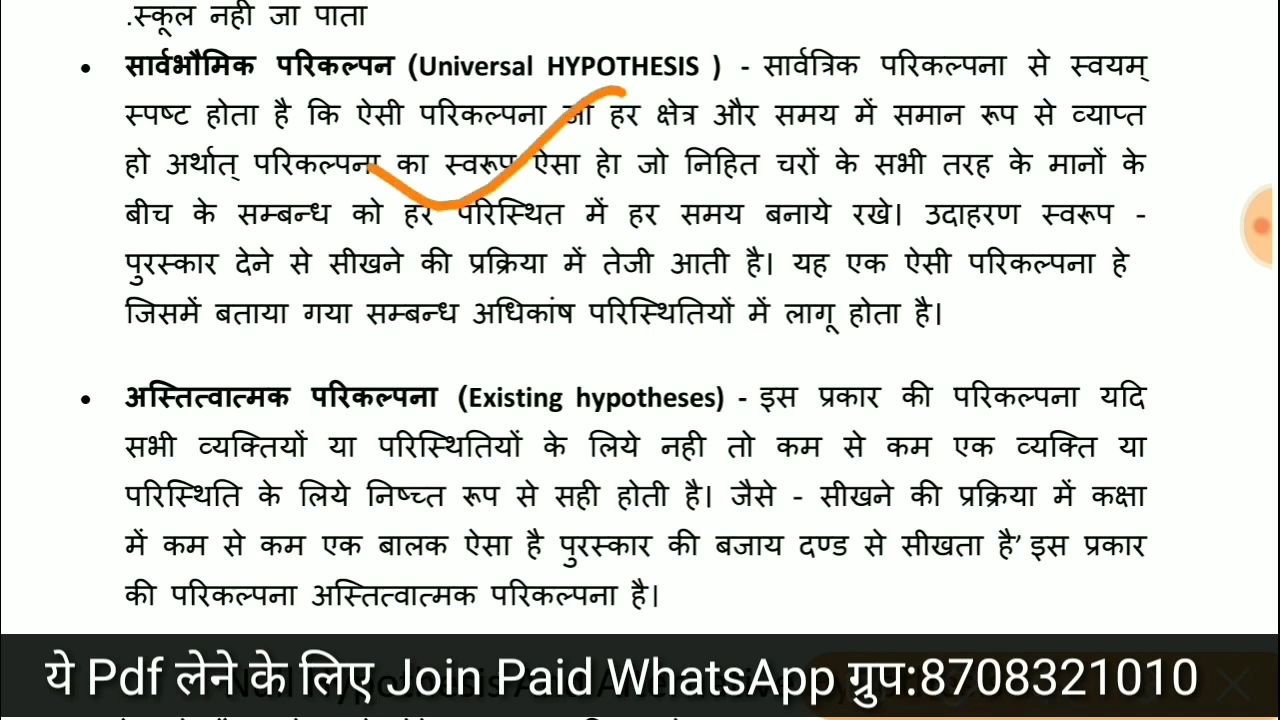 .स्कूल नही जा पाता
• सार्वभौमिक परिकल्पन (Universal HYPOTHESIS ) - सार्वत्रिक परिकल्पना से स्वयम्
स्पष्ट होता है कि ऐसी परिकल्पना जो हर क्षेत्र और समय में समान रूप से व्याप्त
हो अर्थात् परिकल्पना का स्वरूप ऐसा हेा जो निहित चरों के सभी तरह के मानों के
बीच के सम्बन्ध को हर परिस्थित में हर समय बनाये रखे। उदाहरण स्वरूप -
पुरस्कार देने से सीखने की प्रक्रिया में तेजी आती है। यह एक ऐसी परिकल्पना हे
जिसमें बताया गया सम्बन्ध अधिकांष परिस्थितियों में लागू होता है।
• अस्तित्वात्मक परिकल्पना (Existing hypotheses) - इस प्रकार की परिकल्पना यदि
सभी व्यक्तियों या परिस्थितियों के लिये नही तो कम से कम एक व्यक्ति या
परिस्थिति के लिये निष्च्त रूप से सही होती है। जैसे - सीखने की प्रक्रिया में कक्षा
में कम से कम एक बालक ऐसा है पुरस्कार की बजाय दण्ड से सीखता है’ इस प्रकार
की परिकल्पना अस्तित्वात्मक परिकल्पना है।
ये Pdf लेने के लिए Join Paid WhatsApp ग्रुप:8708321010